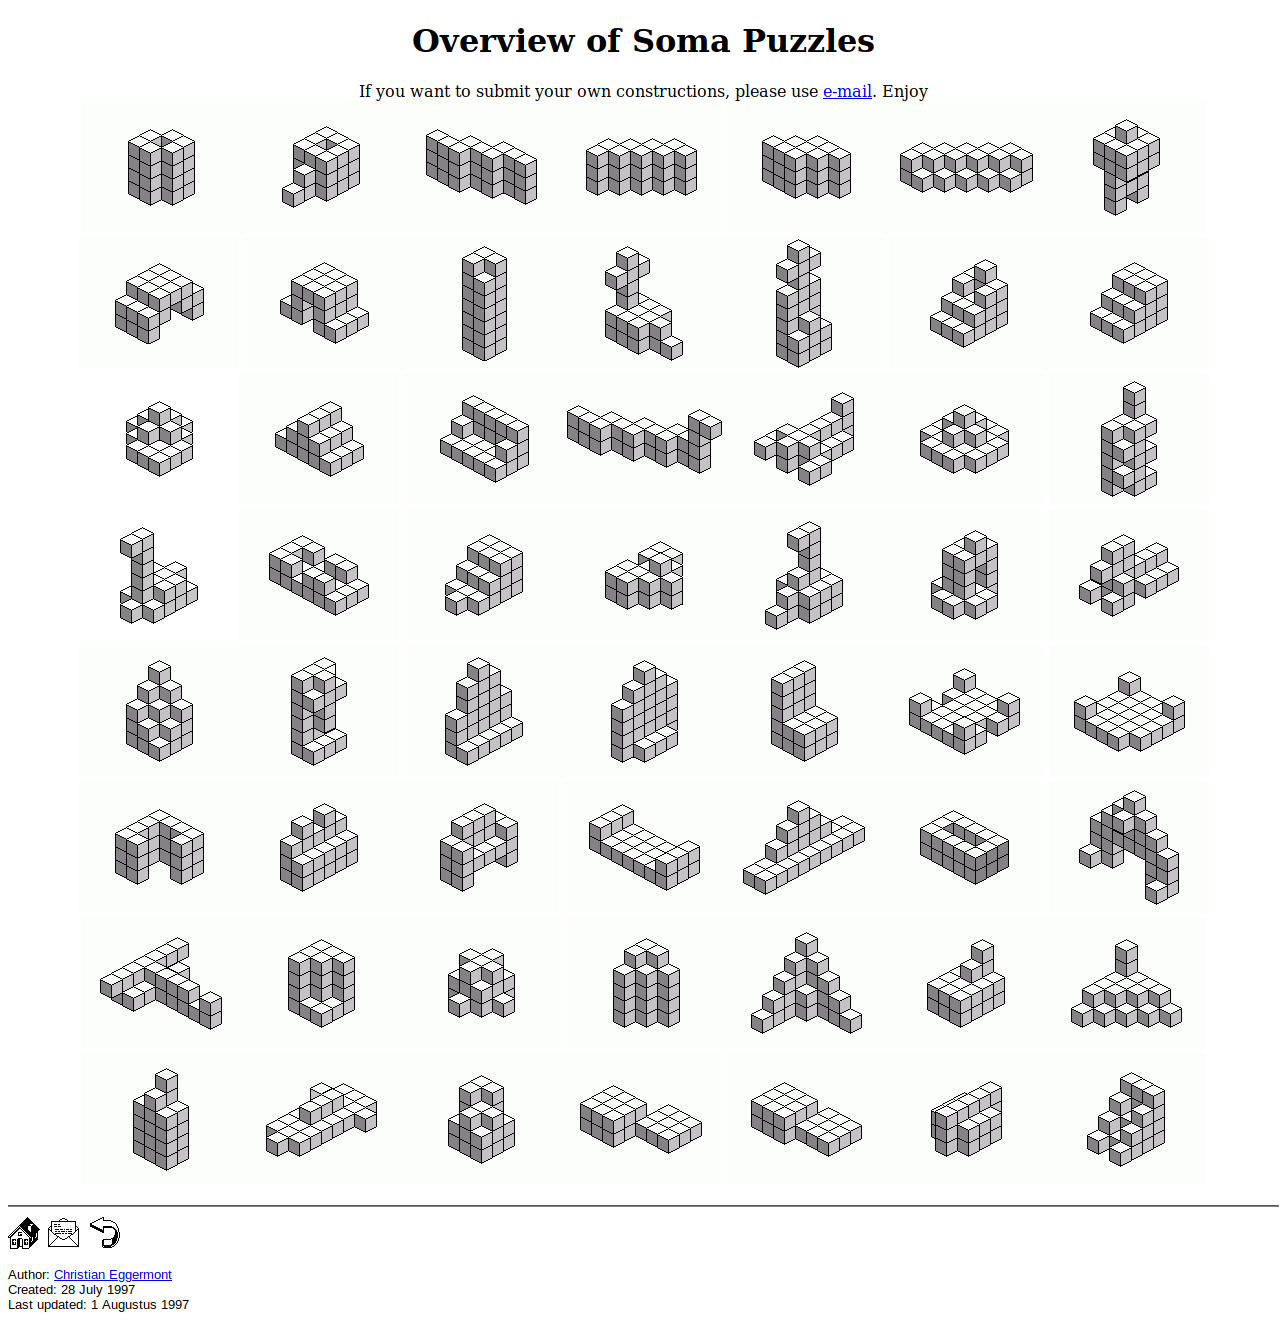 Overview of Soma Puzzles
If you want to submit your own constructions, please use e-mail. Enjoy
Author: Christian Eggermont
Created: 28 July 1997
Last updated: 1 Augustus 1997